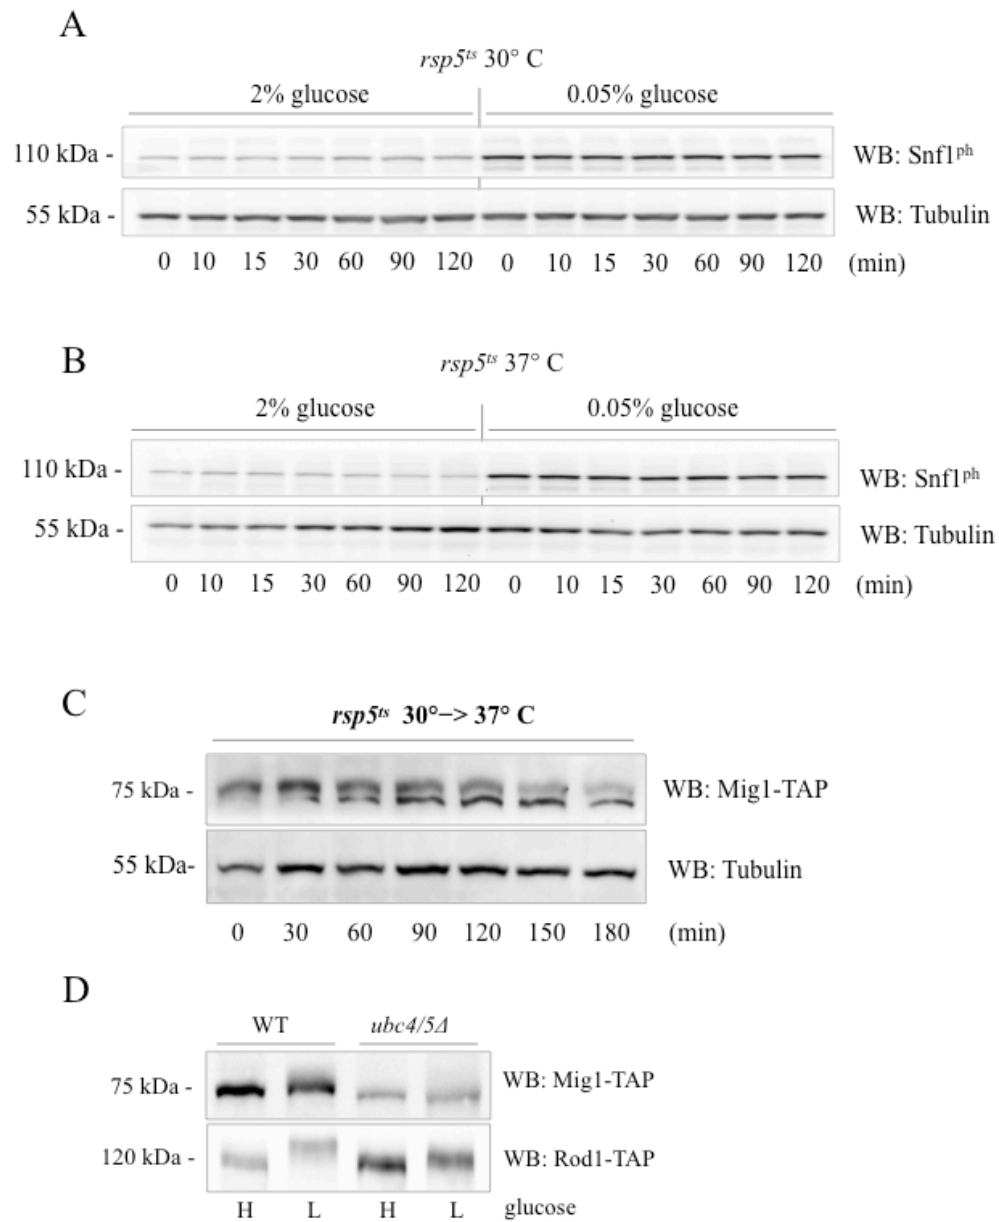 A
rsp5ts 30° C
2% glucose 0.05% glucose
110 kDa - WB: Snf1ph
55 kDa - WB: Tubulin
0 10 15 30 60 90 120 0 10 15 30 60 90 120 (min)
B
rsp5ts 37° C
2% glucose 0.05% glucose
110 kDa - WB: Snf1ph
55 kDa - WB: Tubulin
0 10 15 30 60 90 120 0 10 15 30 60 90 120 (min)
C
rsp5ts 30°–> 37° C
75 kDa - WB: Mig1-TAP
55 kDa- WB: Tubulin
0 30 60 90 120 150 180 (min)
D
WT ubc4/5Δ
75 kDa - WB: Mig1-TAP
120 kDa - WB: Rod1-TAP
H L H L glucose